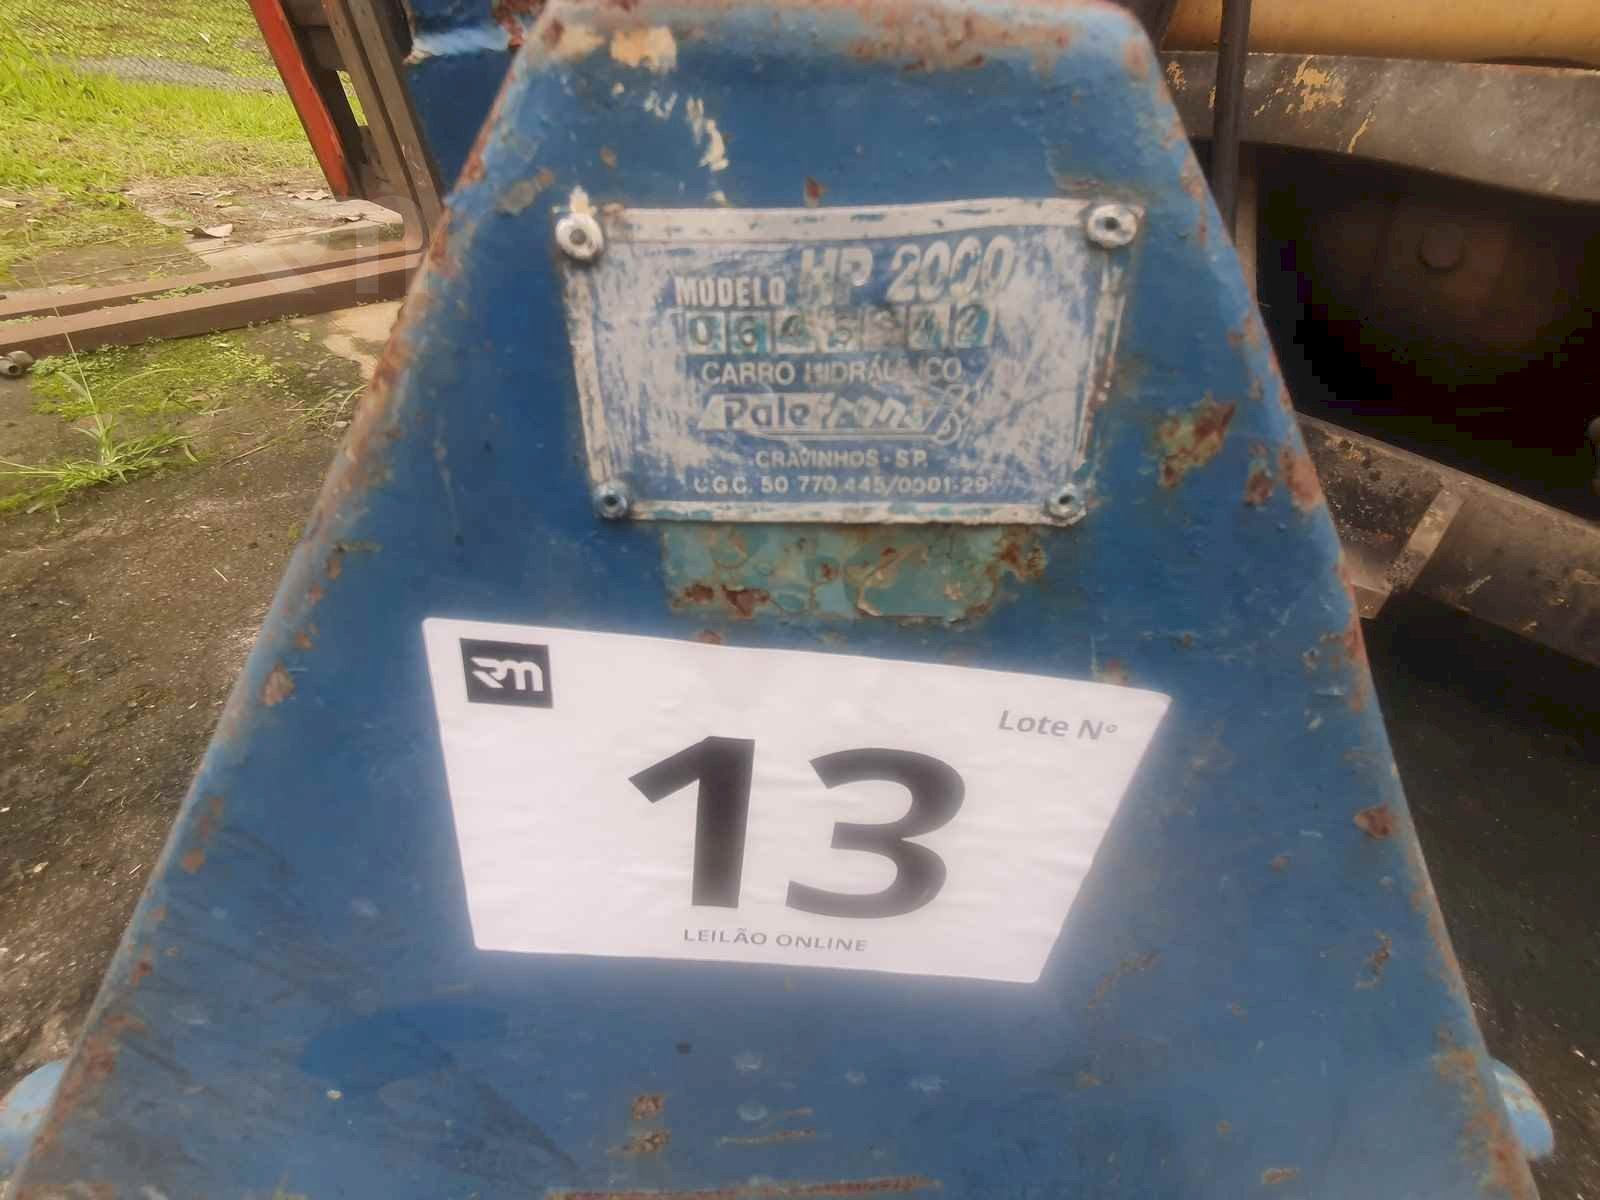 MODELO HP 2000
CARRO HIDRÁULICO
Paletrans
CRAVINHOS - S.P.
C.G.C. 50 770.445/0001-29
RM
Lote Nº
13
LEILÃO ONLINE